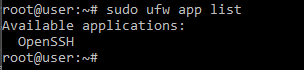 root@user:~# sudo ufw app list
Available applications:
  OpenSSH
root@user:~#